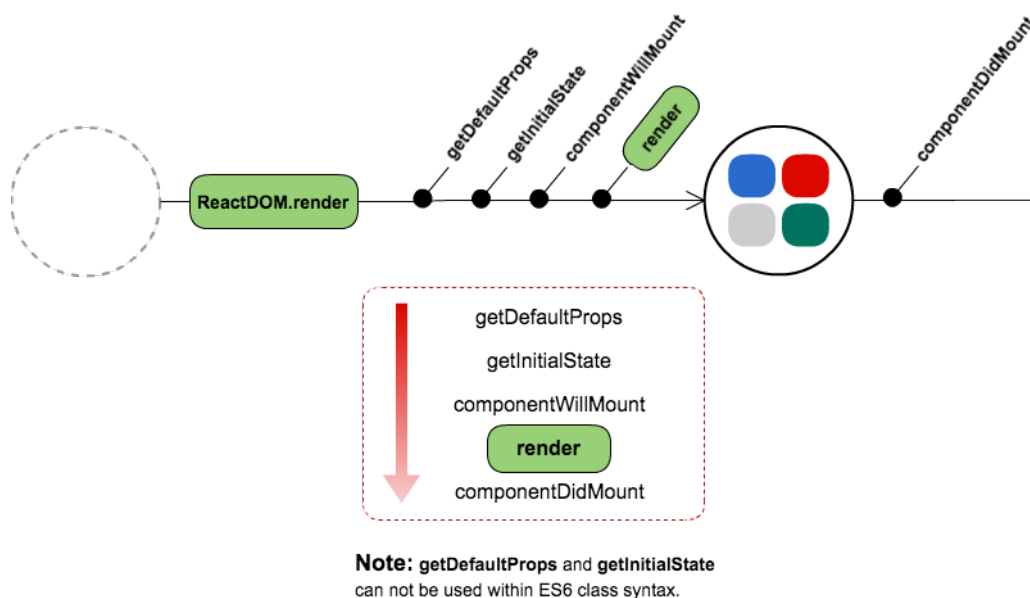 ReactDOM.render
getDefaultProps
getInitialState
componentWillMount
render
componentDidMount
getDefaultProps
getInitialState
componentWillMount
render
componentDidMount
Note: getDefaultProps and getInitialState
can not be used within ES6 class syntax.